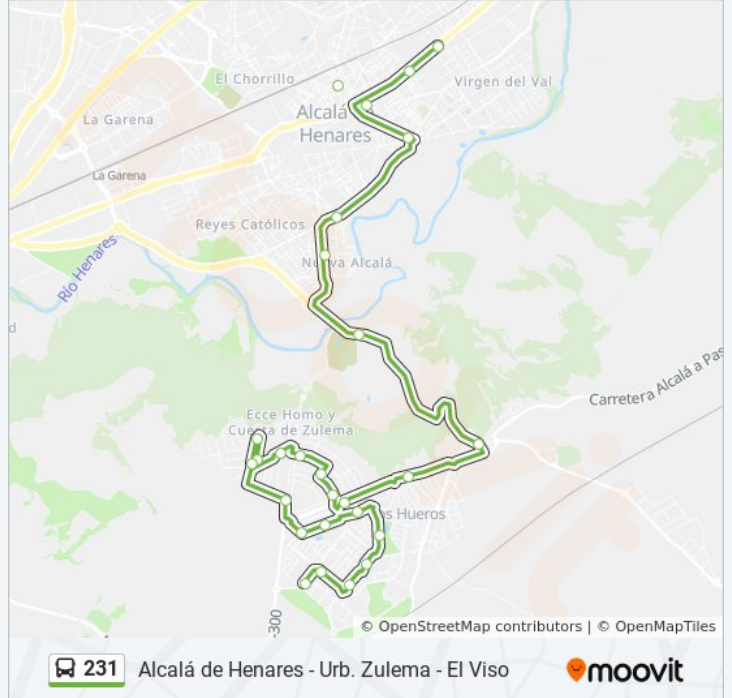 El Chorrillo
Virgen del Val
La Garena
Alcalá
Henares
La Garena
Reyes Católicos
Río Henares
Nueva Alcalá
d
Carretera Alcalá a Pas
Ecce Homo y
Cuesta de Zulema
os Hueros
-300
© OpenStreetMap contributors | © OpenMapTiles
231 Alcalá de Henares - Urb. Zulema - El Viso moovit